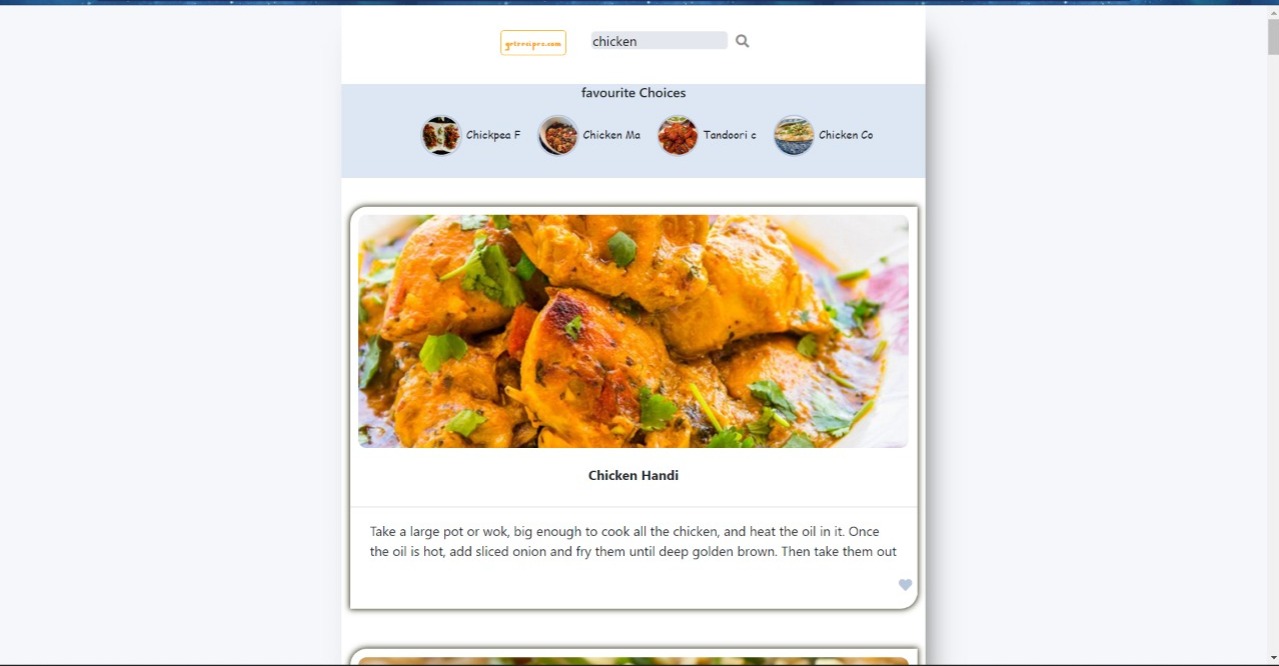 getrecipes.com
chicken
favourite Choices
Chickpea F
Chicken Ma
Tandoori c
Chicken Co
Chicken Handi
Take a large pot or wok, big enough to cook all the chicken, and heat the oil in it. Once
the oil is hot, add sliced onion and fry them until deep golden brown. Then take them out